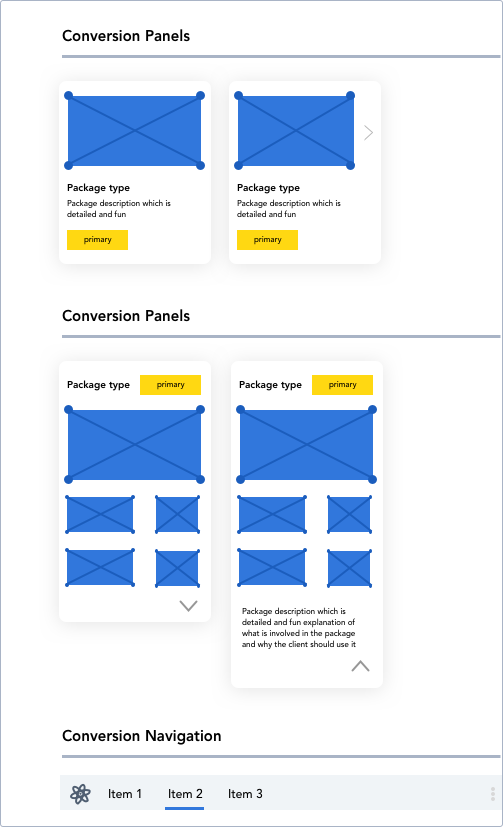 Conversion Panels
Package type
Package description which is
detailed and fun
primary
Package type
Package description which is
detailed and fun
primary
Conversion Panels
Package type
primary
Package type
primary
Package description which is
detailed and fun explanation of
what is involved in the package
and why the client should use it
Conversion Navigation
Item 1 Item 2 Item 3